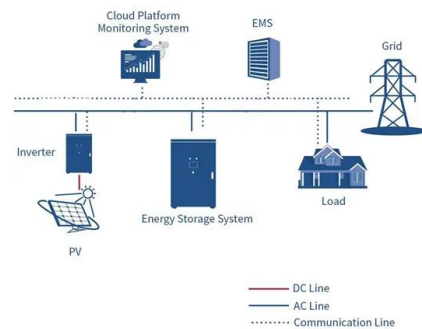 Cloud Platform
Monitoring System
EMS
Grid
Inverter
Energy Storage System
Load
PV
DC Line
AC Line
Communication Line